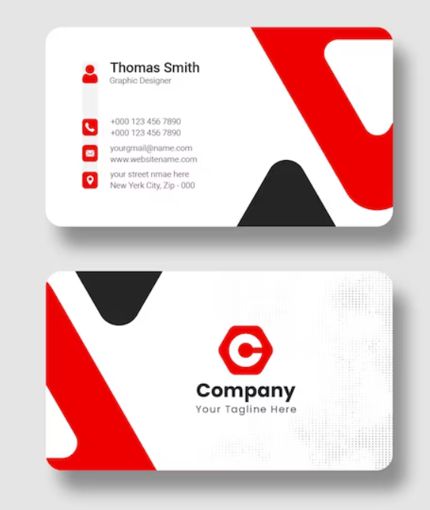 Thomas Smith
Graphic Designer
+000 123 456 7890
+000 123 456 7890
yourgmail@name.com
www.websitename.com
your street nmae here
New Yerk City, Zip - 000
Company
Your Tagline Here